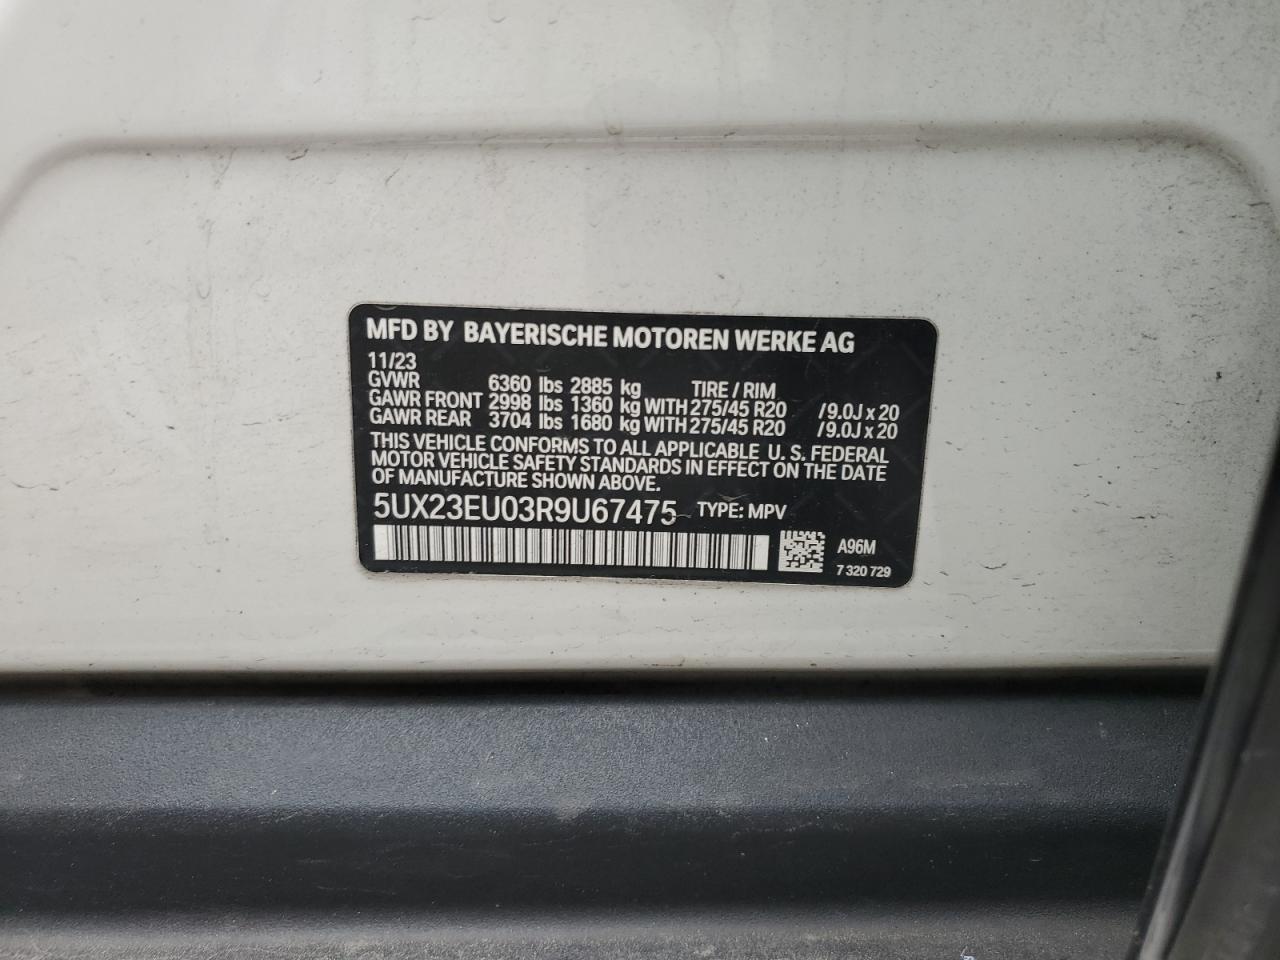 MFD BY BAYERISCHE MOTOREN WERKE AG
11/23
GVWR 6360 lbs 2885 kg TIRE / RIM
GAWR FRONT 2998 lbs 1360 kg WITH 275/45 R20 / 9.0J x 20
GAWR REAR 3704 lbs 1680 kg WITH 275/45 R20 / 9.0J x 20
THIS VEHICLE CONFORMS TO ALL APPLICABLE U. S. FEDERAL
MOTOR VEHICLE SAFETY STANDARDS IN EFFECT ON THE DATE
OF MANUFACTURE SHOWN ABOVE.
5UX23EU03R9U67475 TYPE: MPV
A96M
7 320 729